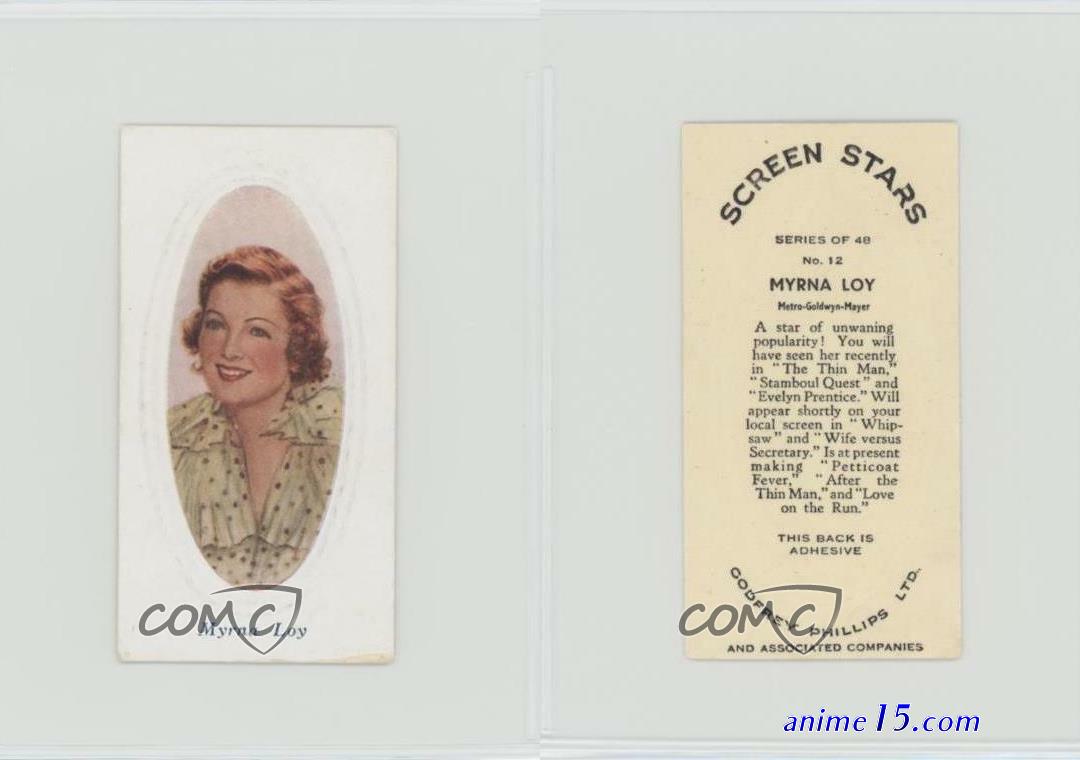 Myrna Loy
COMC
SCREEN STARS
SERIES OF 48
No. 12
MYRNA LOY
Metro-Goldwyn-Mayer
A star of unwaning
popularity! You will
have seen her recently
in "The Thin Man,"
"Stamboul Quest" and
"Evelyn Prentice." Will
appear shortly on your
local screen in "Whip-
saw" and "Wife versus
Secretary." Is at present
making "Petticoat
Fever," "After the
Thin Man," and "Love
on the Run."
THIS BACK IS
ADHESIVE
GODFREY PHILLIPS LTD.
AND ASSOCIATED COMPANIES
COMC
anime15.com